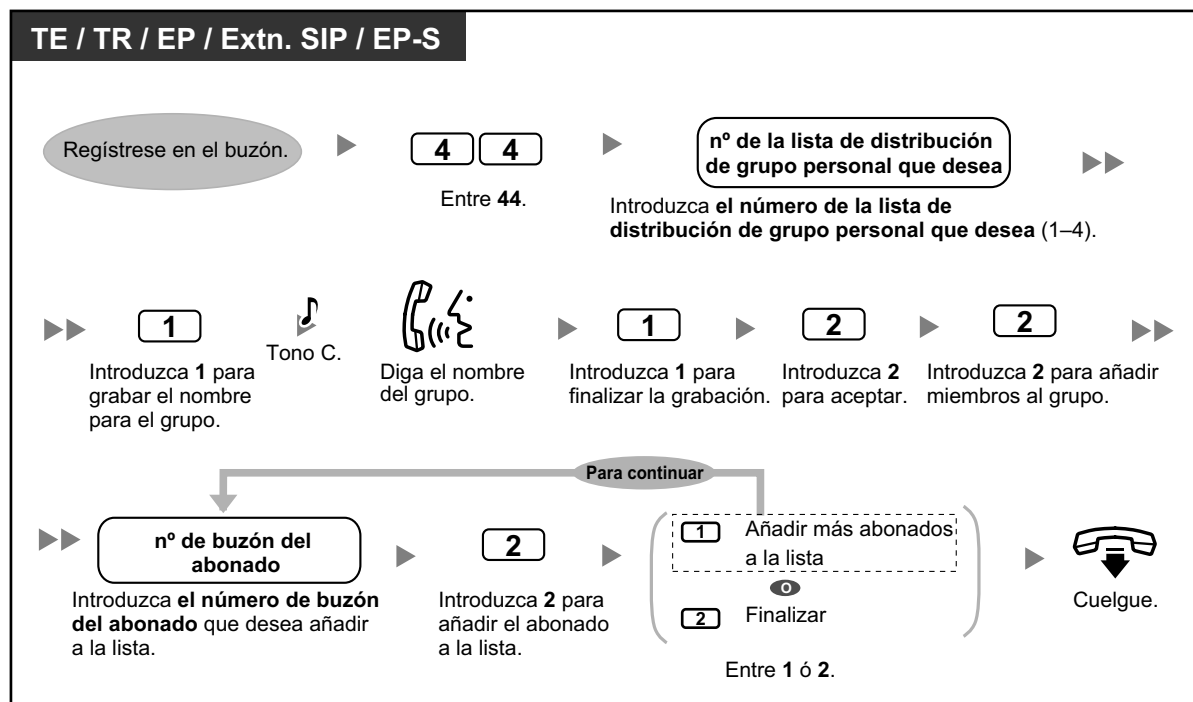 TE / TR / EP / Extn. SIP / EP-S
Regístrese en el buzón.
4 4
Entre 44.
nº de la lista de distribución
de grupo personal que desea
Introduzca el número de la lista de
distribución de grupo personal que desea (1–4).
1
Introduzca 1 para
grabar el nombre
para el grupo.
Tono C.
Diga el nombre
del grupo.
1
Introduzca 1 para
finalizar la grabación.
2
Introduzca 2
para aceptar.
2
Introduzca 2 para añadir
miembros al grupo.
Para continuar
nº de buzón del
abonado
Introduzca el número de buzón
del abonado que desea añadir
a la lista.
2
Introduzca 2 para
añadir el abonado
a la lista.
1 Añadir más abonados
a la lista
O
2 Finalizar
Entre 1 ó 2.
Cuelgue.